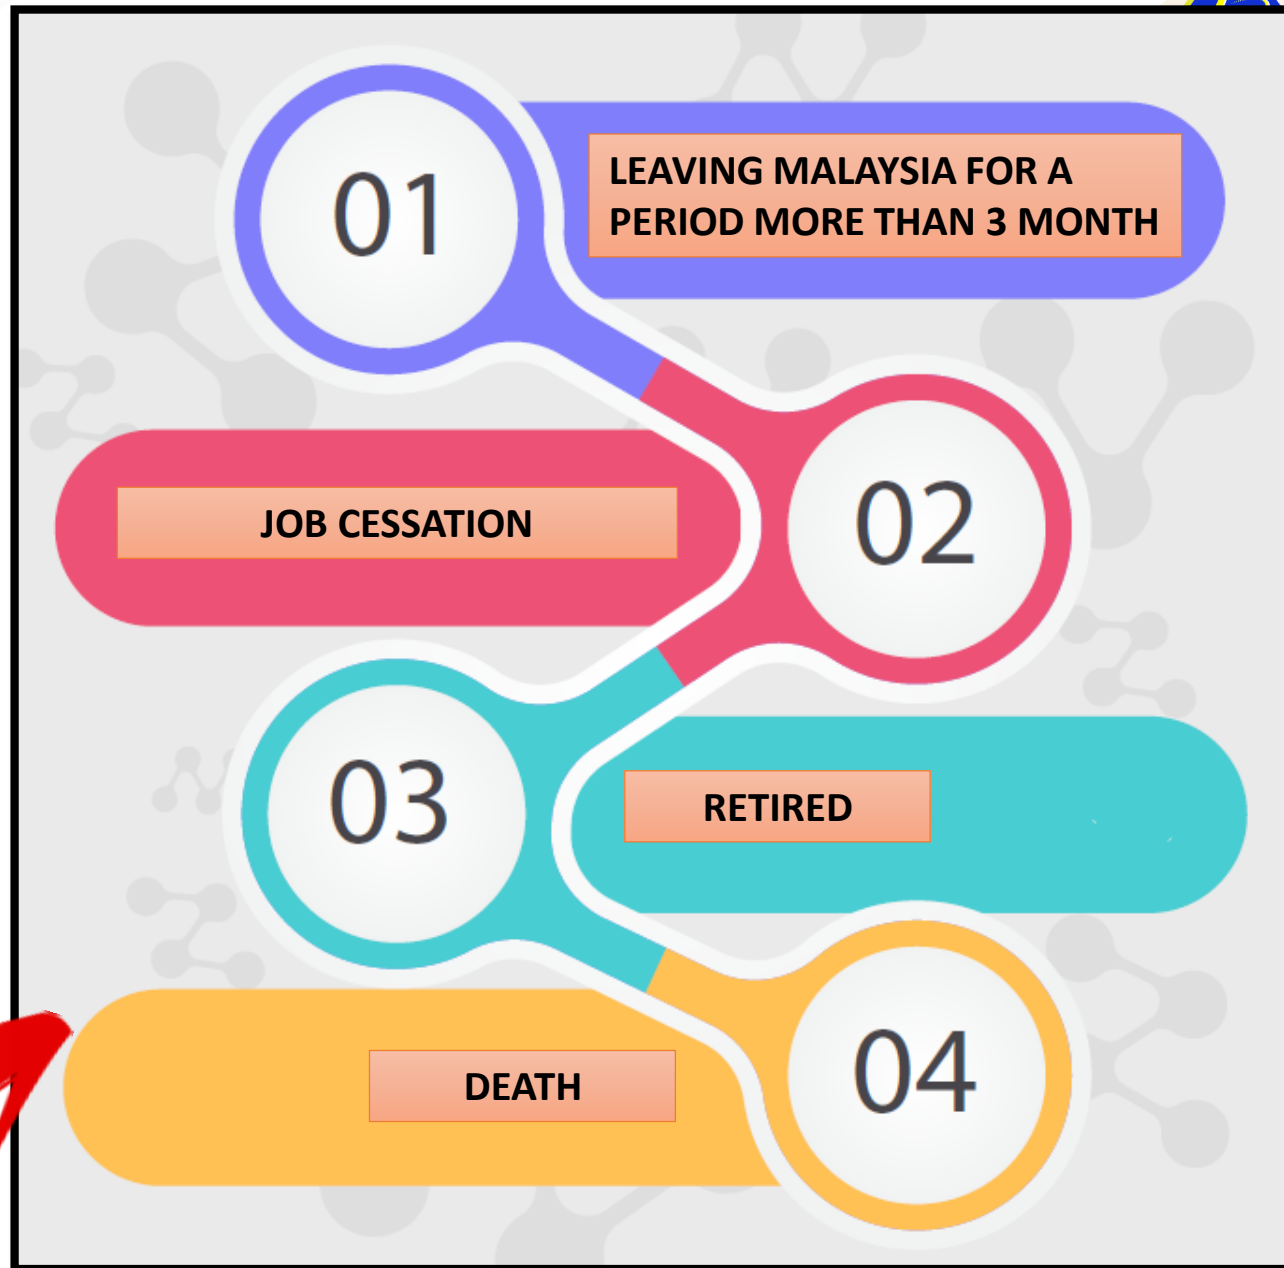 01
LEAVING MALAYSIA FOR A
PERIOD MORE THAN 3 MONTH
JOB CESSATION
02
03
RETIRED
DEATH
04